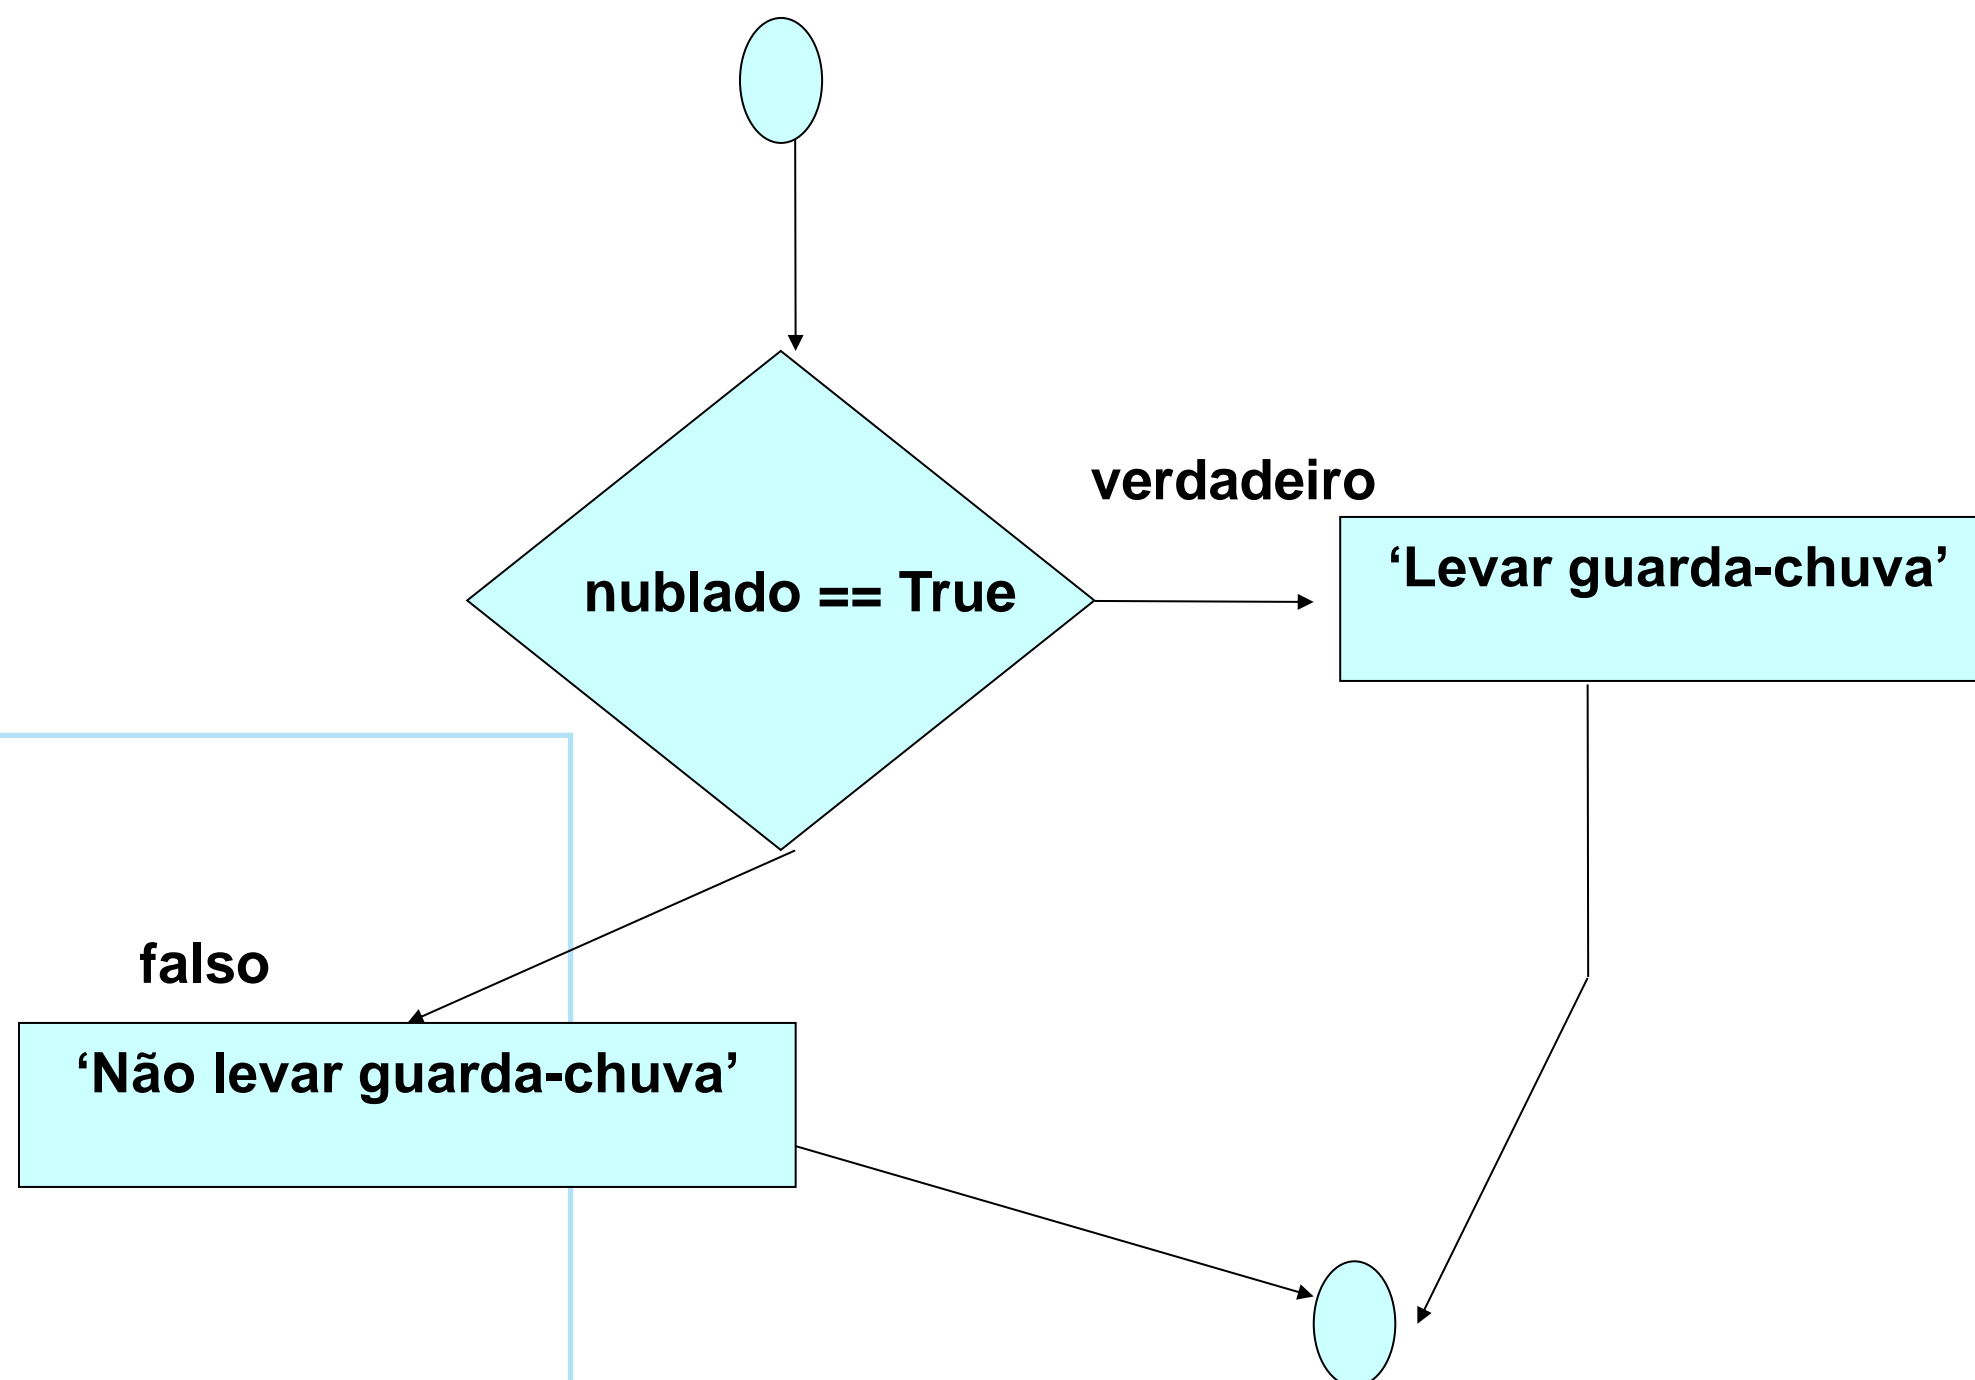 verdadeiro
‘Levar guarda-chuva’
nublado == True
falso
‘Não levar guarda-chuva’